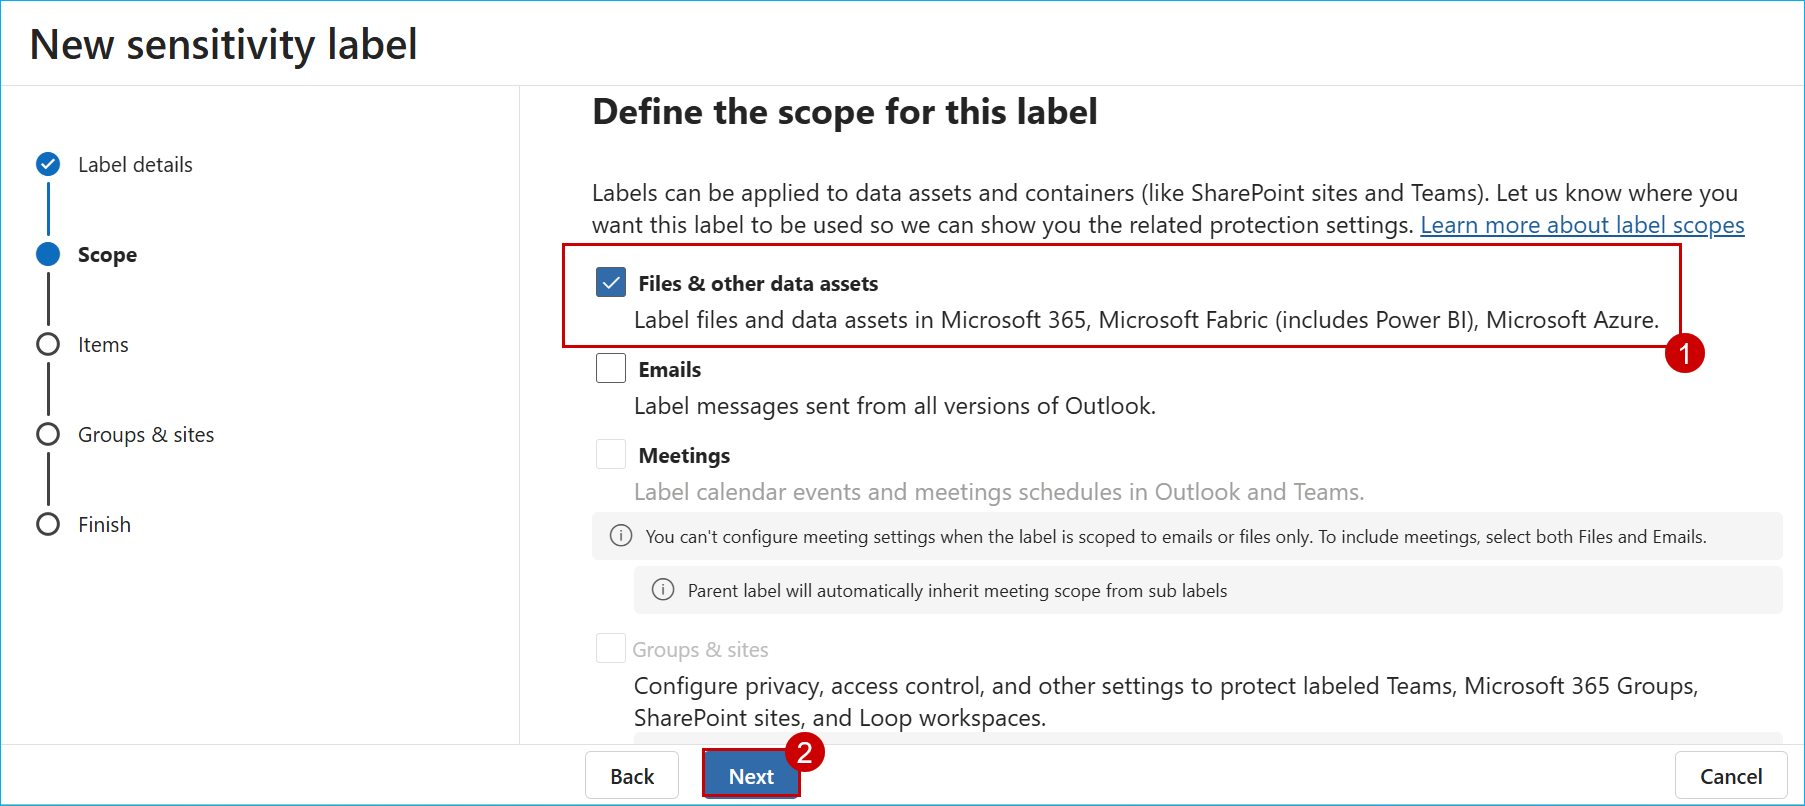 New sensitivity label
Label details
Scope
Items
Groups & sites
Finish
Define the scope for this label
Labels can be applied to data assets and containers (like SharePoint sites and Teams). Let us know where you
want this label to be used so we can show you the related protection settings. Learn more about label scopes
Files & other data assets
Label files and data assets in Microsoft 365, Microsoft Fabric (includes Power BI), Microsoft Azure.
1
Emails
Label messages sent from all versions of Outlook.
Meetings
Label calendar events and meetings schedules in Outlook and Teams.
You can't configure meeting settings when the label is scoped to emails or files only. To include meetings, select both Files and Emails.
Parent label will automatically inherit meeting scope from sub labels
Groups & sites
Configure privacy, access control, and other settings to protect labeled Teams, Microsoft 365 Groups,
SharePoint sites, and Loop workspaces.
Back
Next
2
Cancel